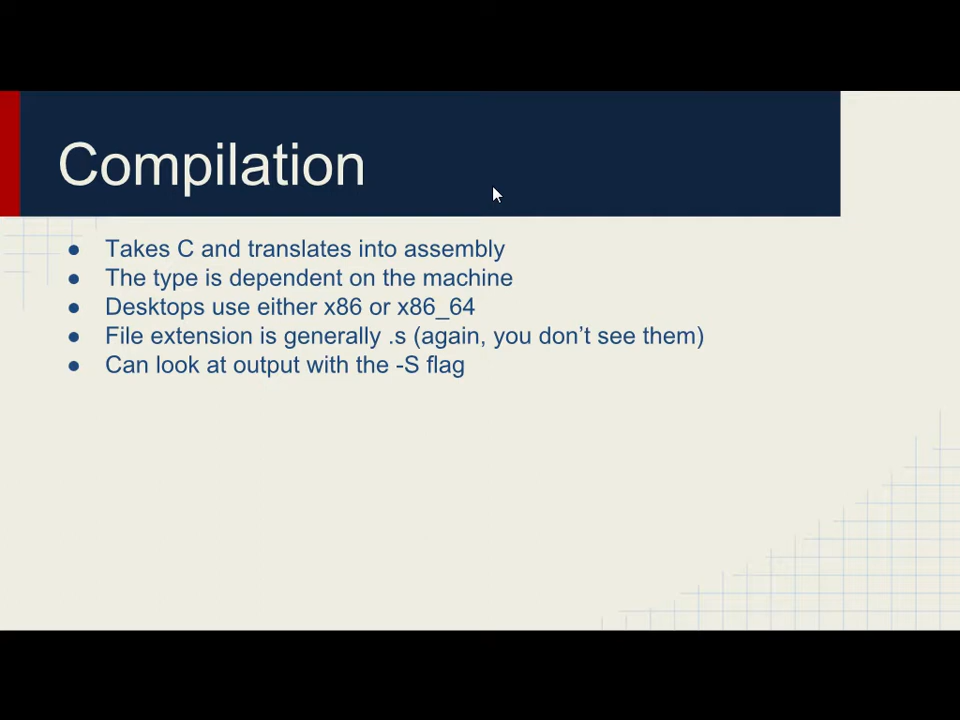 Compilation
● Takes C and translates into assembly
● The type is dependent on the machine
● Desktops use either x86 or x86_64
● File extension is generally .s (again, you don’t see them)
● Can look at output with the -S flag